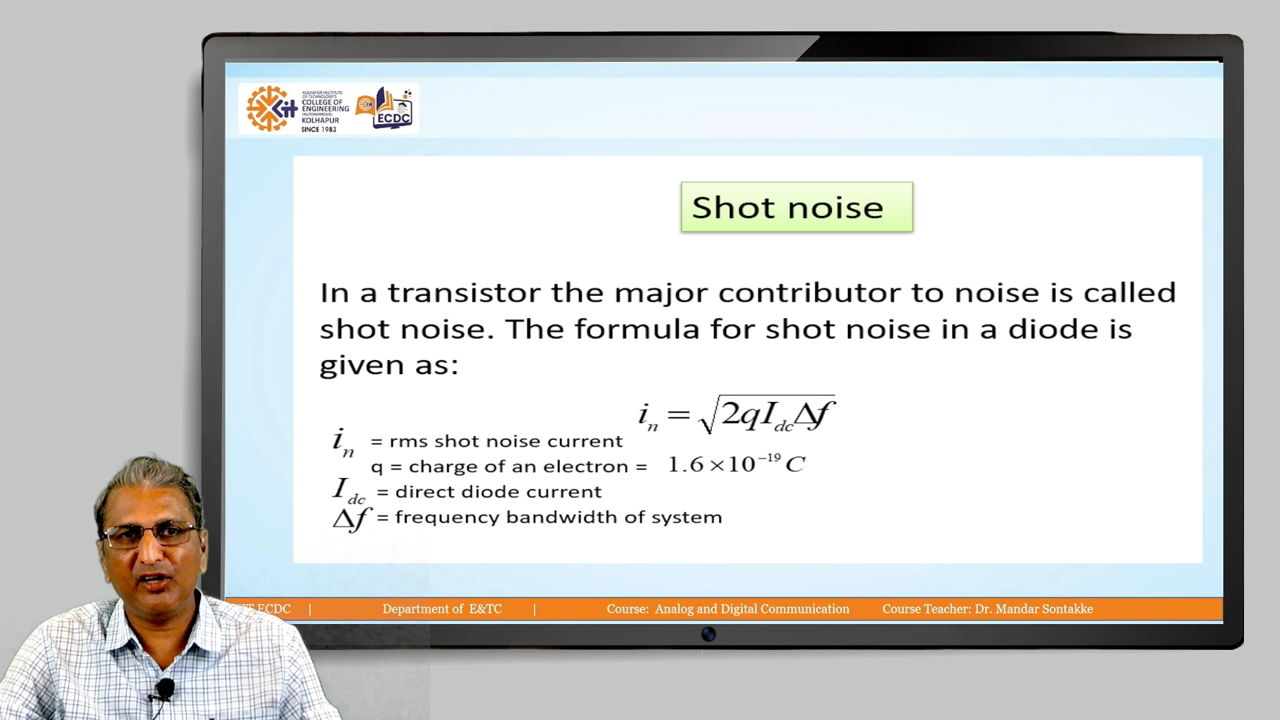 KOLHAPUR INSTITUTE
OF TECHNOLOGY'S
COLLEGE OF
ENGINEERING
(AUTONOMOUS),
KOLHAPUR
SINCE 1983
ECDC
Shot noise
In a transistor the major contributor to noise is called
shot noise. The formula for shot noise in a diode is
given as:
iₙ = √2qI_dcΔf
iₙ = rms shot noise current
q = charge of an electron = 1.6×10⁻¹⁹ C
I_dc = direct diode current
Δf = frequency bandwidth of system
ECDC | Department of E&TC | Course: Analog and Digital Communication Course Teacher: Dr. Mandar Sontakke